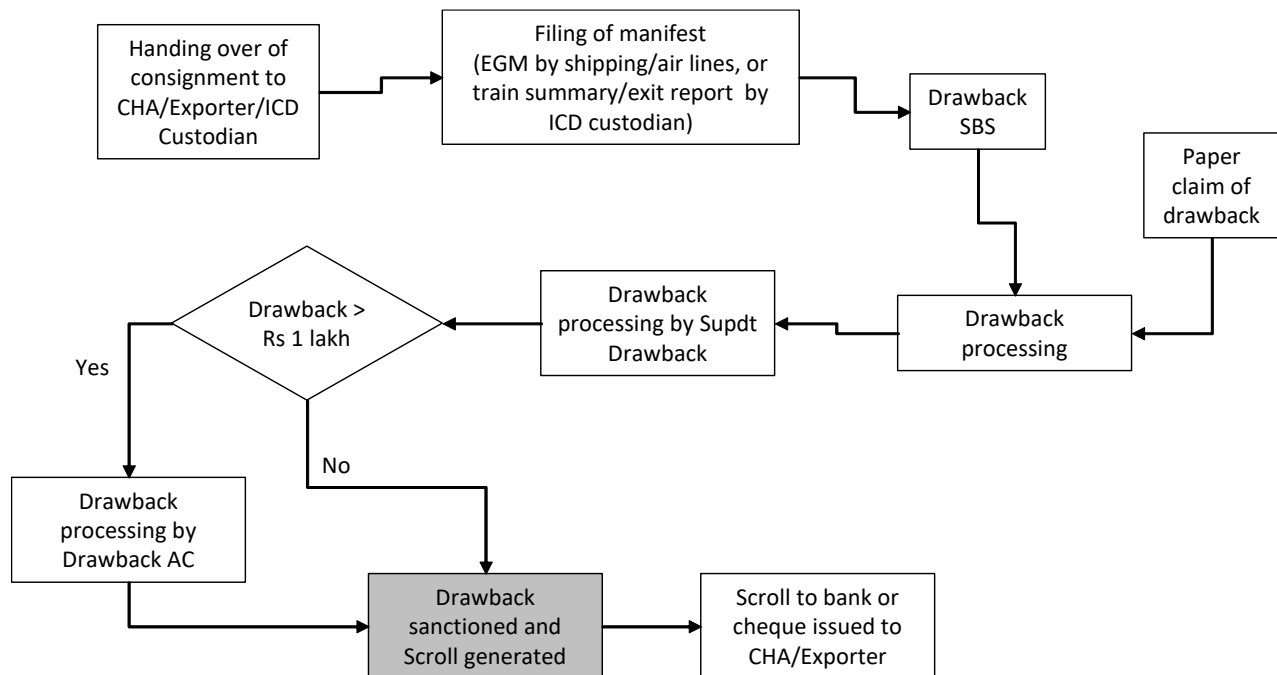 Handing over of
consignment to
CHA/Exporter/ICD
Custodian
Filing of manifest
(EGM by shipping/air lines, or
train summary/exit report by
ICD custodian)
Drawback
SBS
Paper
claim of
drawback
Drawback
processing
Drawback
processing by Supdt
Drawback
Drawback >
Rs 1 lakh
Yes
No
Drawback
processing by
Drawback AC
Drawback
sanctioned and
Scroll generated
Scroll to bank or
cheque issued to
CHA/Exporter